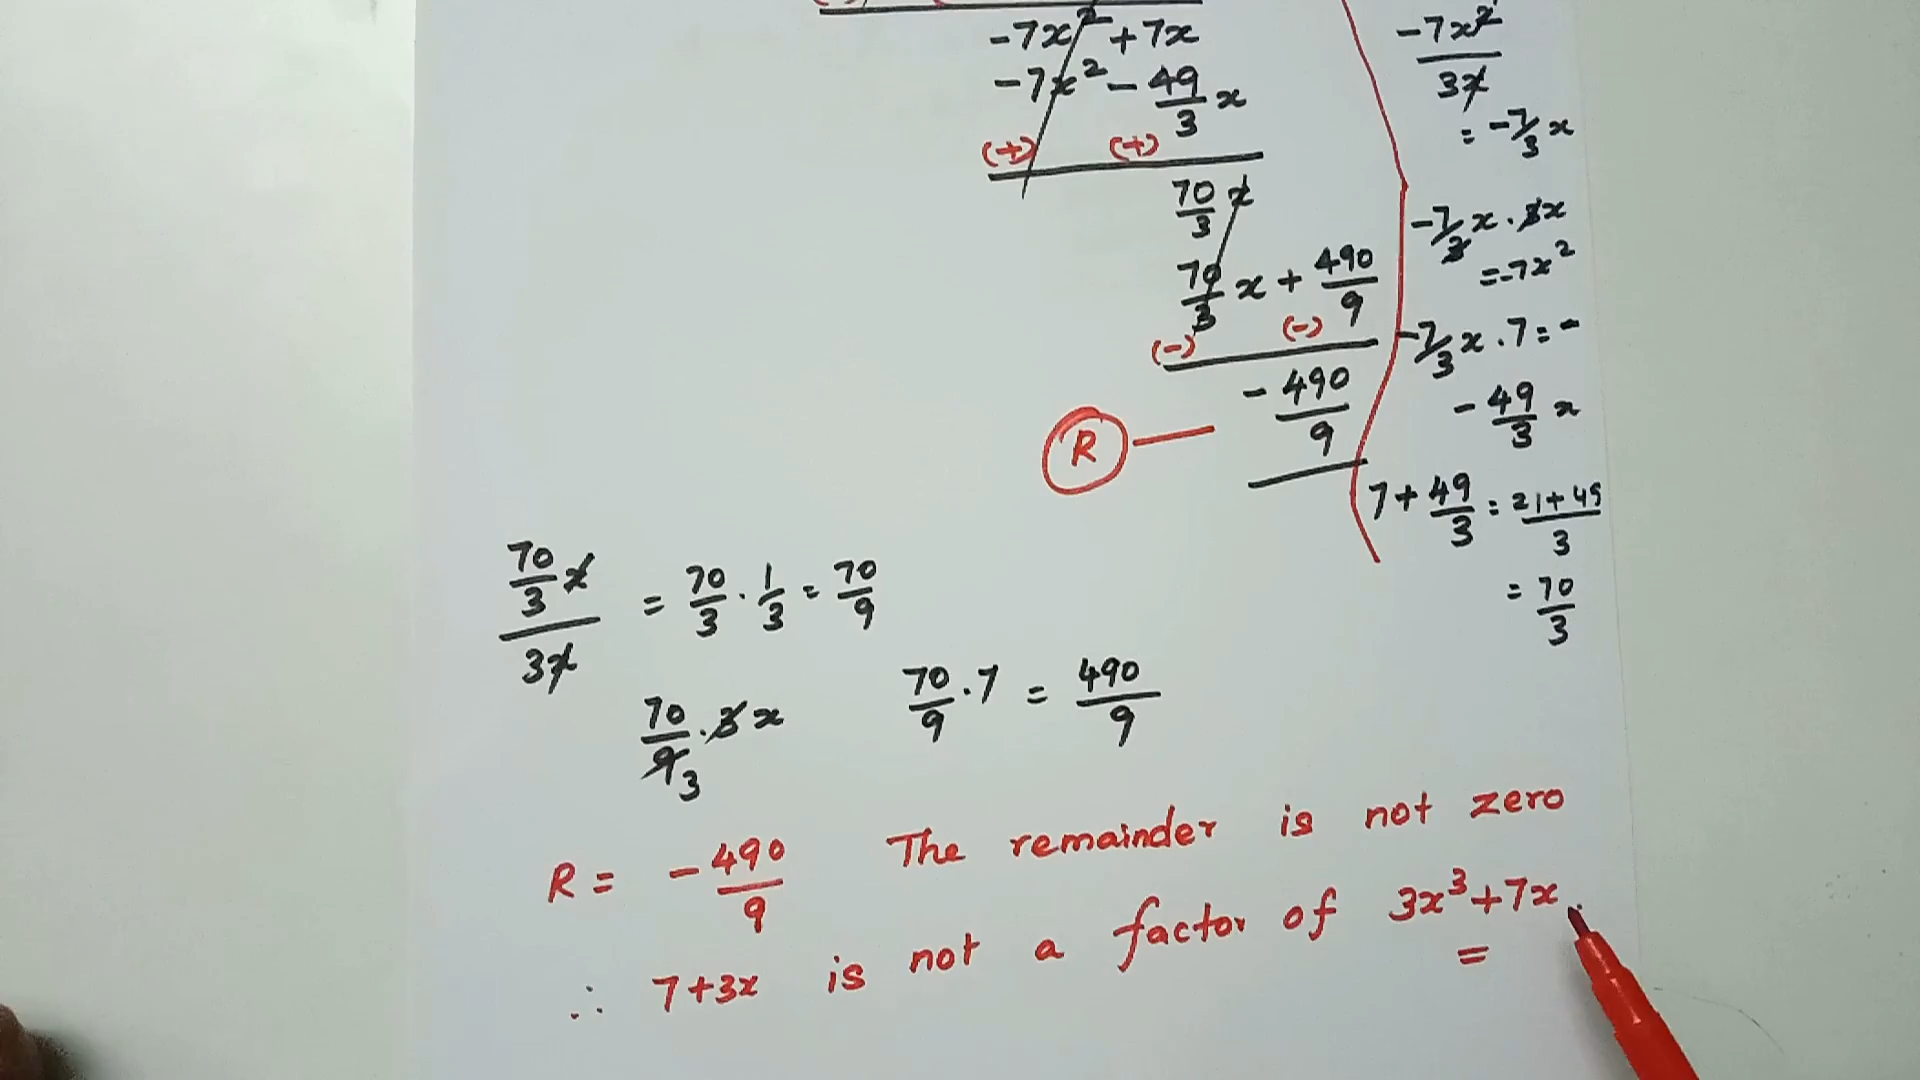 -7x² + 7x
-7x² - 49/3 x
(+) (+)
70/3 x
70/3 x + 490/9
(-) (-)
- 490/9
R
-7x²/3x
= -7/3 x
-7/3 x · 3x
= -7x²
-7/3 x · 7 = -
- 49/3 x
7 + 49/3 = 21+49/3
= 70/3
70/3 x / 3x = 70/3 · 1/3 = 70/9
70/9 · 3x
3
70/9 · 7 = 490/9
R = - 490/9 The remainder is not zero
∴ 7+3x is not a factor of 3x³+7x.
=